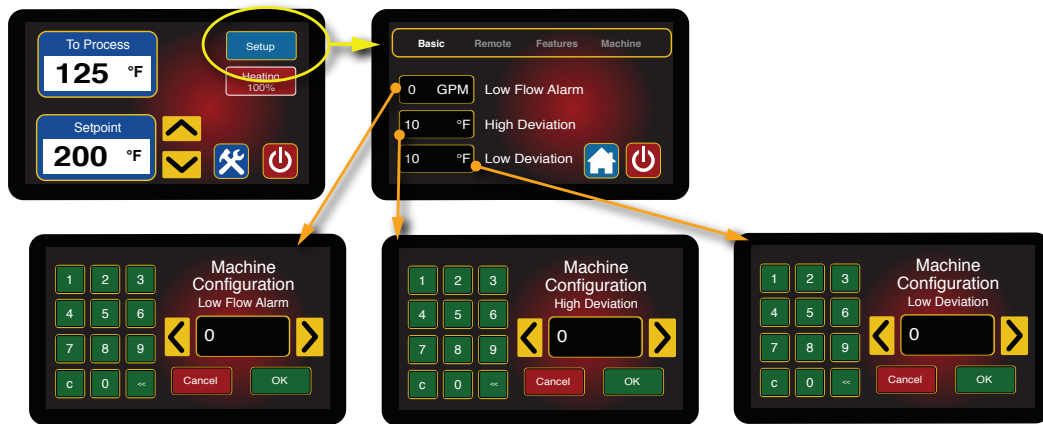 To Process
125 °F
Setup
Heating
100%
Setpoint
200 °F
Basic Remote Features Machine
0 GPM Low Flow Alarm
10 °F High Deviation
10 °F Low Deviation
1 2 3
4 5 6
7 8 9
c 0 <<
Machine
Configuration
Low Flow Alarm
0
Cancel OK
1 2 3
4 5 6
7 8 9
c 0 <<
Machine
Configuration
High Deviation
0
Cancel OK
1 2 3
4 5 6
7 8 9
c 0 <<
Machine
Configuration
Low Deviation
0
Cancel OK